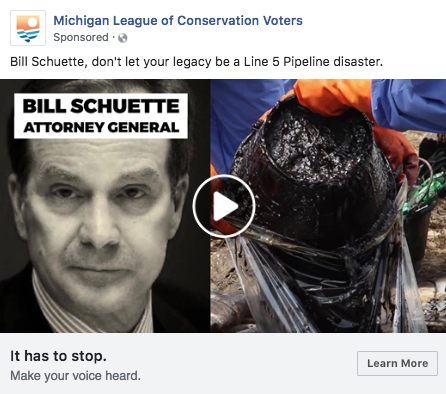 Michigan League of Conservation Voters
Sponsored ·
Bill Schuette, don't let your legacy be a Line 5 Pipeline disaster.
BILL SCHUETTE
ATTORNEY GENERAL
It has to stop.
Make your voice heard.
Learn More